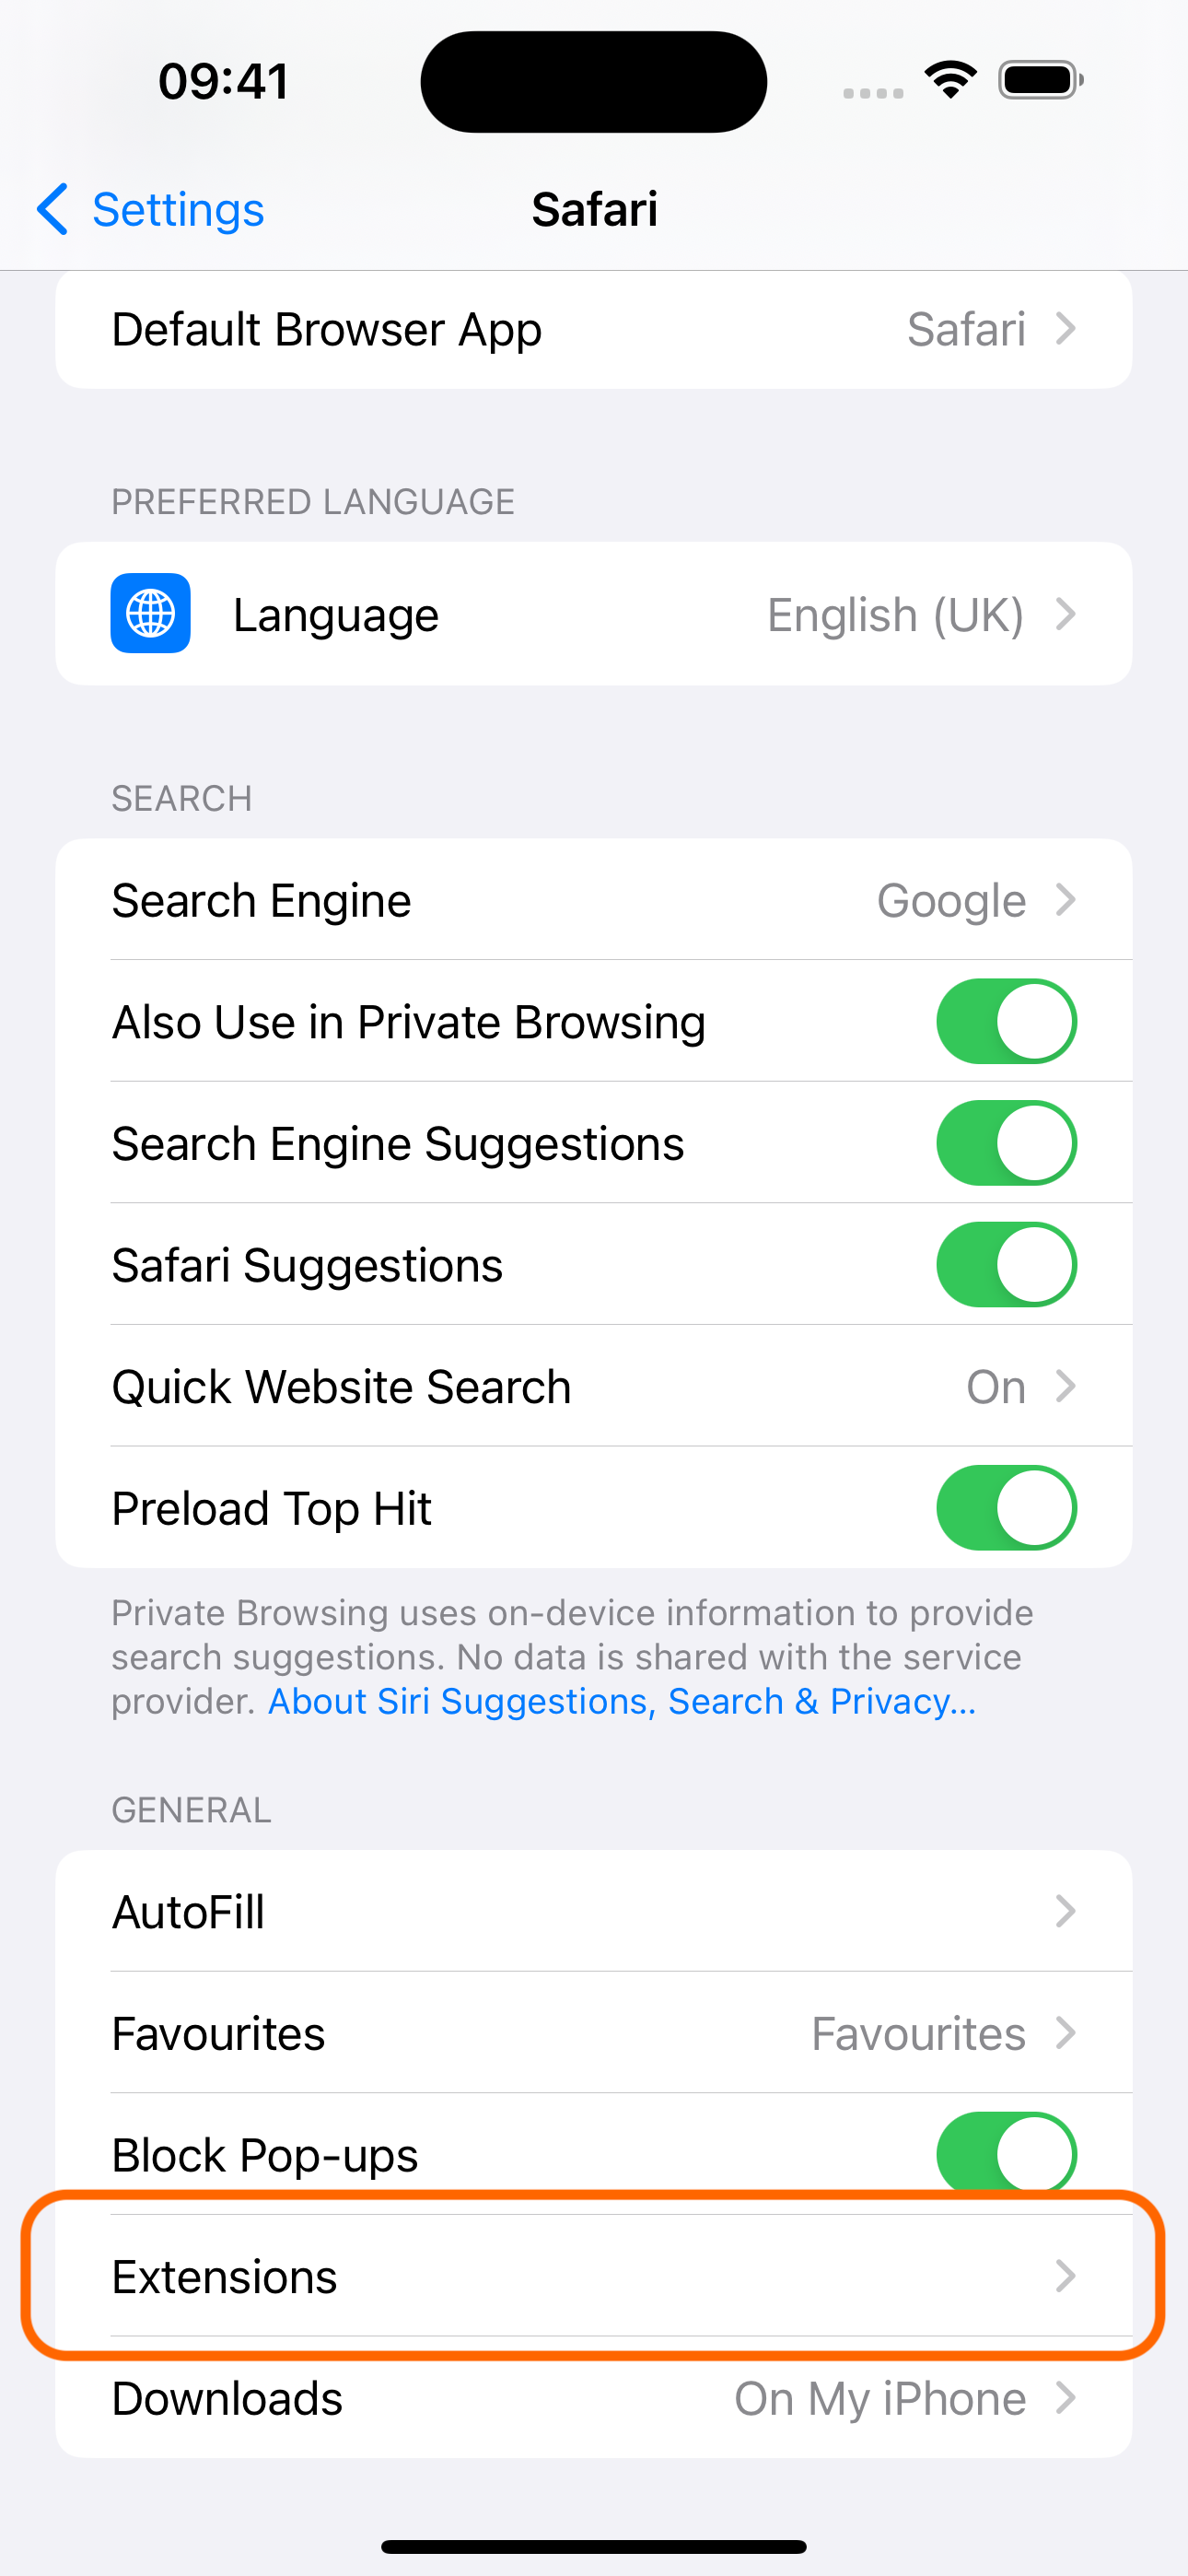 09:41
Settings
Safari
Default Browser App Safari
PREFERRED LANGUAGE
Language English (UK)
SEARCH
Search Engine Google
Also Use in Private Browsing
Search Engine Suggestions
Safari Suggestions
Quick Website Search On
Preload Top Hit
Private Browsing uses on-device information to provide
search suggestions. No data is shared with the service
provider. About Siri Suggestions, Search & Privacy...
GENERAL
AutoFill
Favourites Favourites
Block Pop-ups
Extensions
Downloads On My iPhone